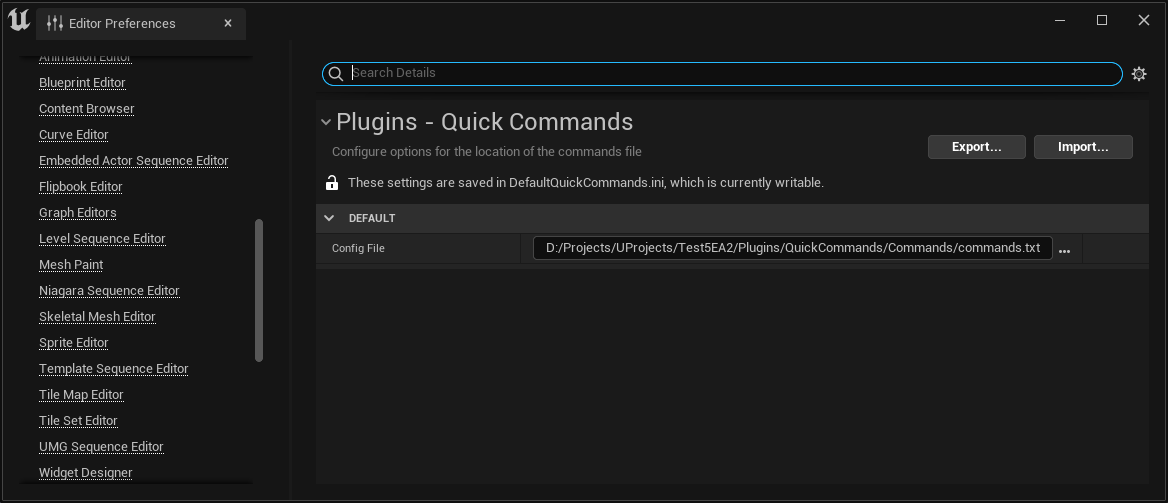 Editor Preferences
Animation Editor
Blueprint Editor
Content Browser
Curve Editor
Embedded Actor Sequence Editor
Flipbook Editor
Graph Editors
Level Sequence Editor
Mesh Paint
Niagara Sequence Editor
Skeletal Mesh Editor
Sprite Editor
Template Sequence Editor
Tile Map Editor
Tile Set Editor
UMG Sequence Editor
Widget Designer
Search Details
Plugins - Quick Commands
Configure options for the location of the commands file
Export...
Import...
These settings are saved in DefaultQuickCommands.ini, which is currently writable.
DEFAULT
Config File
D:/Projects/UProjects/Test5EA2/Plugins/QuickCommands/Commands/commands.txt
...